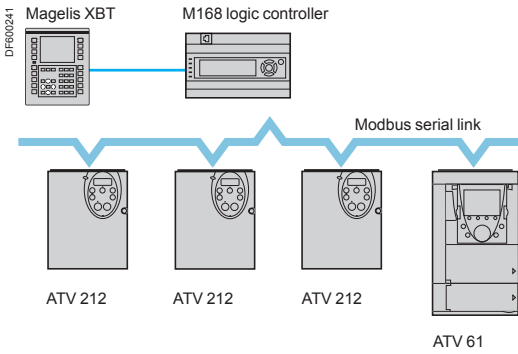 DF600241
Magelis XBT
M168 logic controller
Modbus serial link
ATV 212
ATV 212
ATV 212
ATV 61